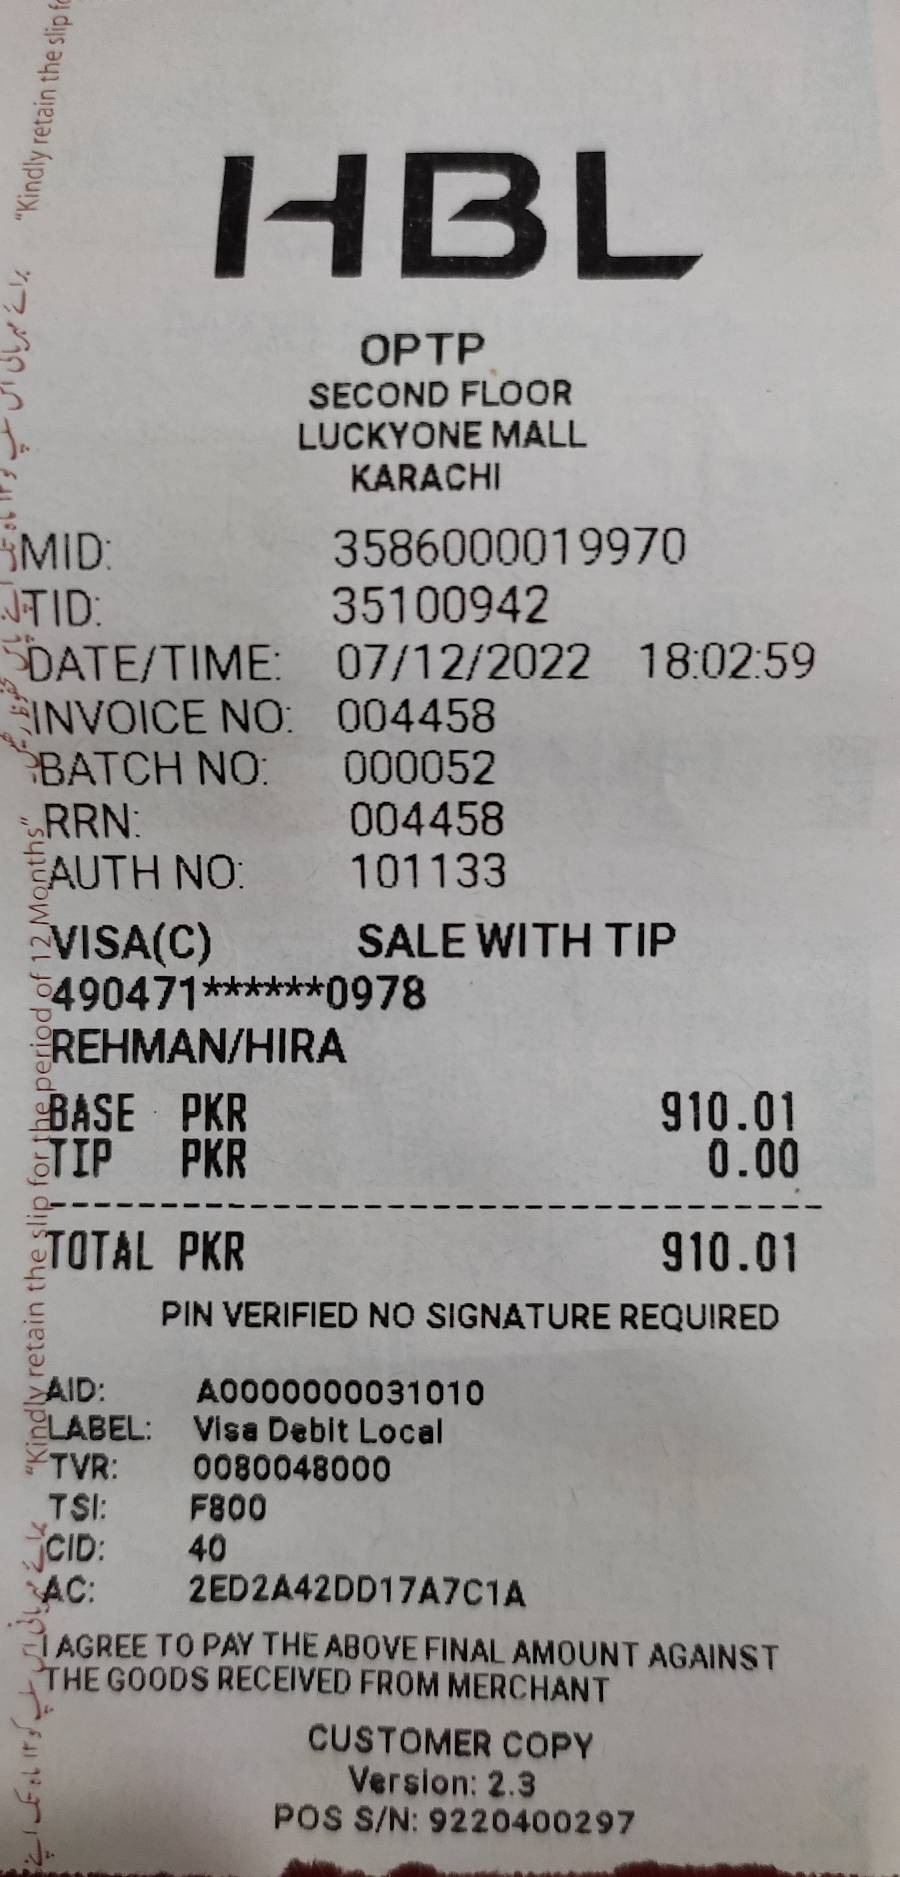 HBL
OPTP
SECOND FLOOR
LUCKYONE MALL
KARACHI
MID: 3586000019970
TID: 35100942
DATE/TIME: 07/12/2022 18:02:59
INVOICE NO: 004458
BATCH NO: 000052
RRN: 004458
AUTH NO: 101133
VISA(C) SALE WITH TIP
490471******0978
REHMAN/HIRA
BASE PKR 910.01
TIP PKR 0.00
TOTAL PKR 910.01
PIN VERIFIED NO SIGNATURE REQUIRED
AID: A0000000031010
LABEL: Visa Debit Local
TVR: 0080048000
TSI: F800
CID: 40
AC: 2ED2A42DD17A7C1A
I AGREE TO PAY THE ABOVE FINAL AMOUNT AGAINST
THE GOODS RECEIVED FROM MERCHANT
CUSTOMER COPY
Version: 2.3
POS S/N: 9220400297
"Kindly retain the slip for the period of 12 Months"
"Kindly retain the slip